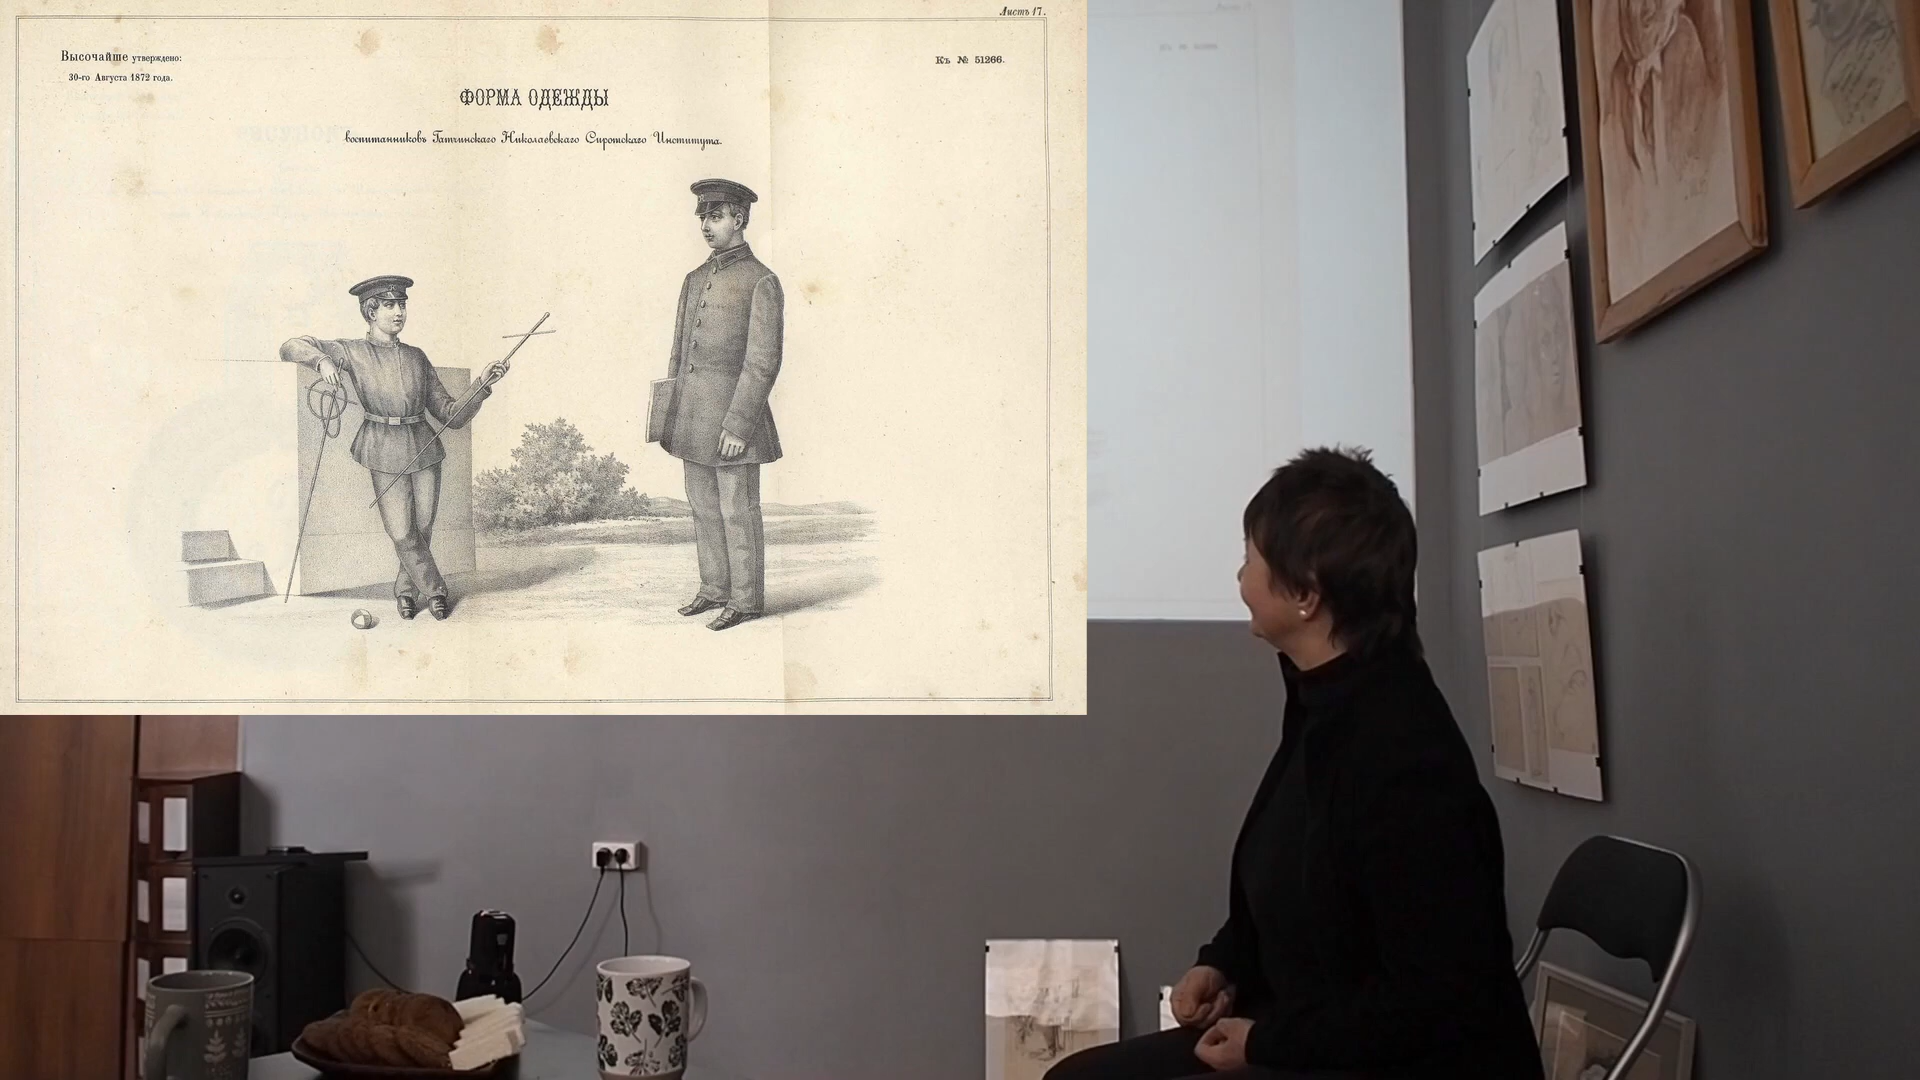 Листъ 17.
Высочайше утверждено:
30-го Августа 1872 года.
Къ № 51266.
ФОРМА ОДЕЖДЫ
воспитанниковъ Гатчинскаго Николаевскаго Сиротскаго Института.